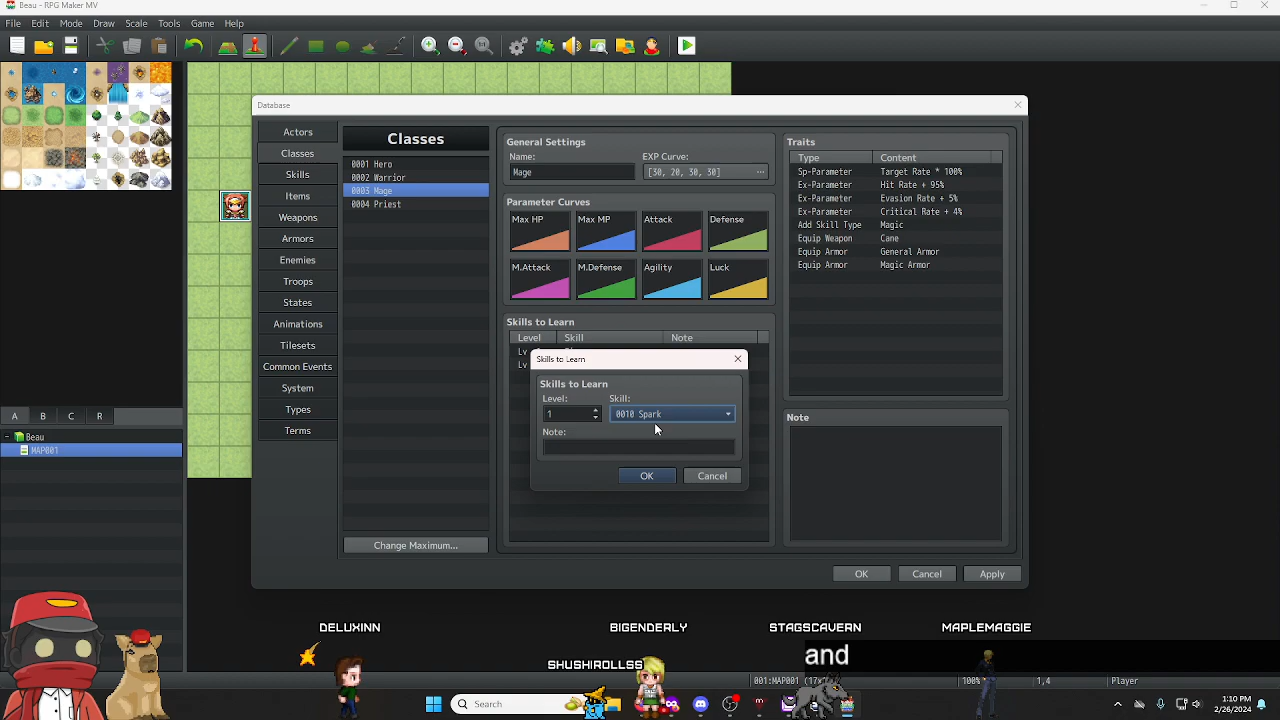 Beau - RPG Maker MV
File Edit Mode Draw Scale Tools Game Help
Database
Actors
Classes
Skills
Items
Weapons
Armors
Enemies
Troops
States
Animations
Tilesets
Common Events
System
Types
Terms
Classes
0001 Hero
0002 Warrior
0003 Mage
0004 Priest
Change Maximum...
General Settings
Name: EXP Curve:
Mage [30, 20, 30, 30] ...
Parameter Curves
Max HP Max MP Attack Defense
M.Attack M.Defense Agility Luck
Skills to Learn
Level Skill Note
Lv
Lv
Skills to Learn
Skills to Learn
Level: Skill:
1 0010 Spark
Note:
OK Cancel
Traits
Type Content
Sp-Parameter Target Rate * 100%
Ex-Parameter Hit Rate + 95%
Ex-Parameter Evasion Rate + 5%
Ex-Parameter Critical Rate + 4%
Add Skill Type Magic
Equip Weapon Cane
Equip Armor General Armor
Equip Armor Magic Armor
Note
OK Cancel Apply
A B C R
Beau
MAP001
DELUXINN
BIGENDERLY
STAGSCAVERN
MAPLEMAGGIE
SHUSHIROLLSS
and
001:MAP001 (17x 100% 1,4 Player
Search
1:10 PM
2/26/2024